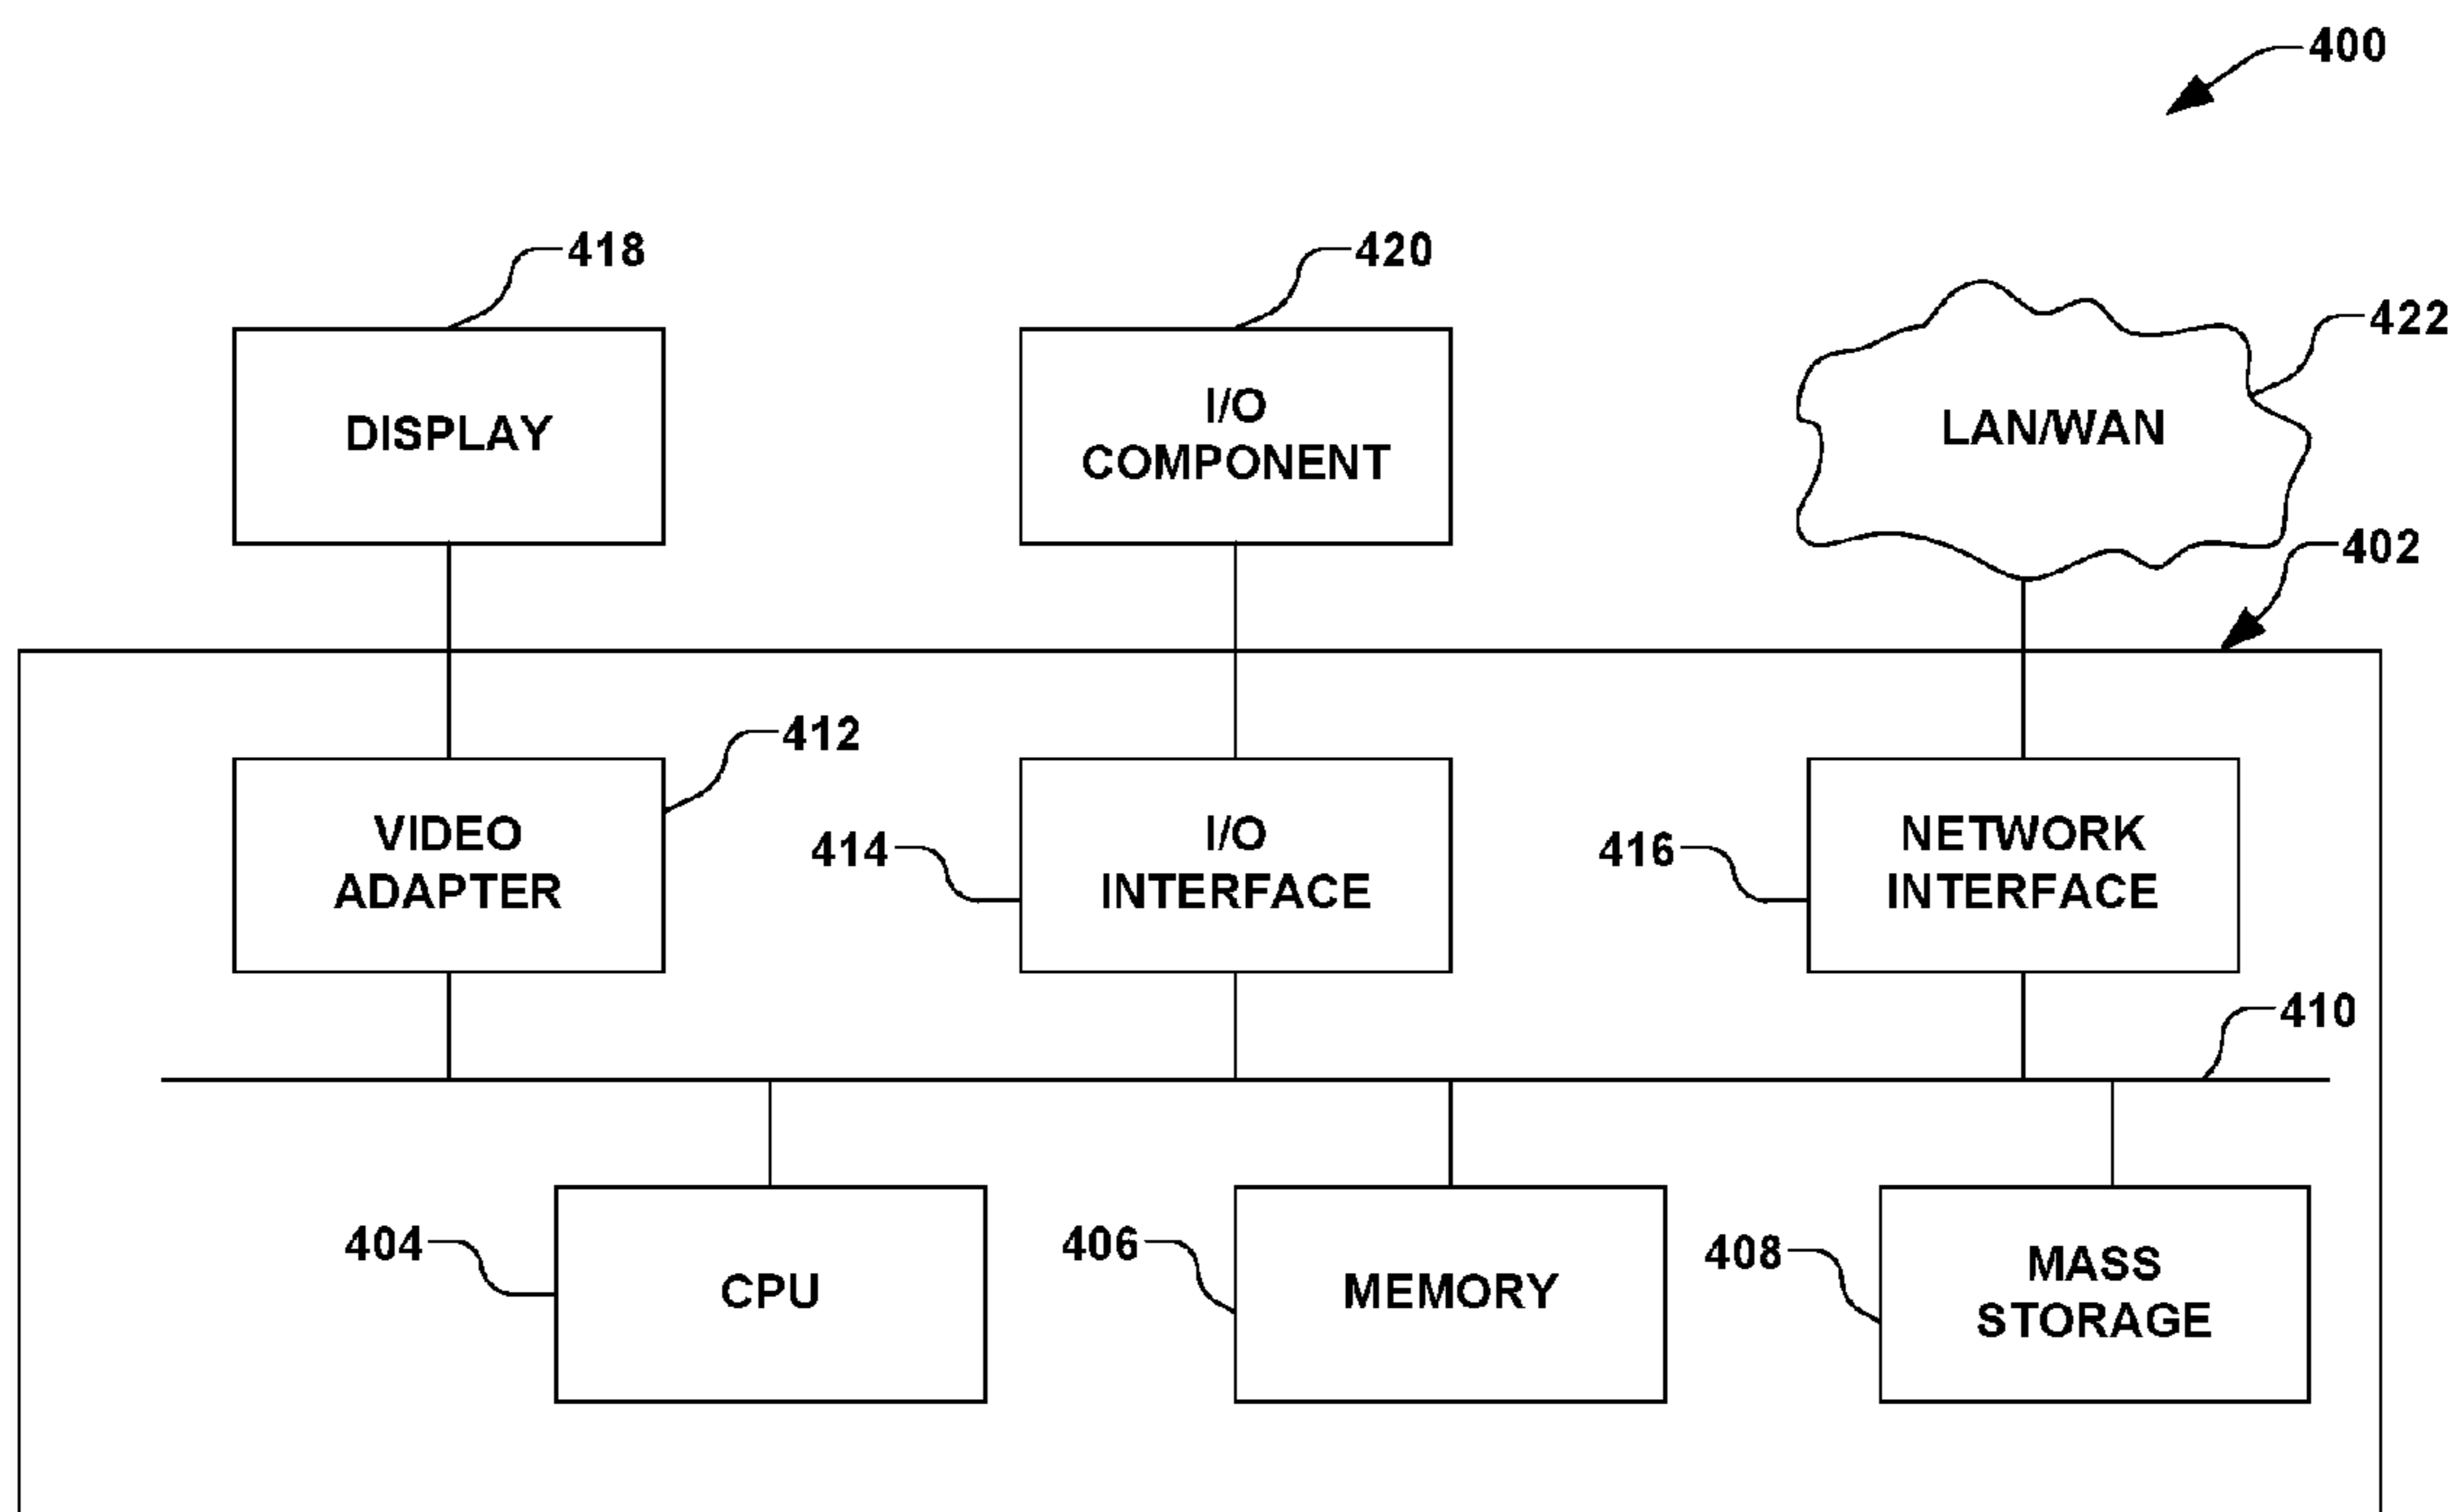 400
418
420
422
DISPLAY
I/O
COMPONENT
LAN/WAN
402
412
VIDEO
ADAPTER
414
I/O
INTERFACE
416
NETWORK
INTERFACE
410
404
CPU
406
MEMORY
408
MASS
STORAGE